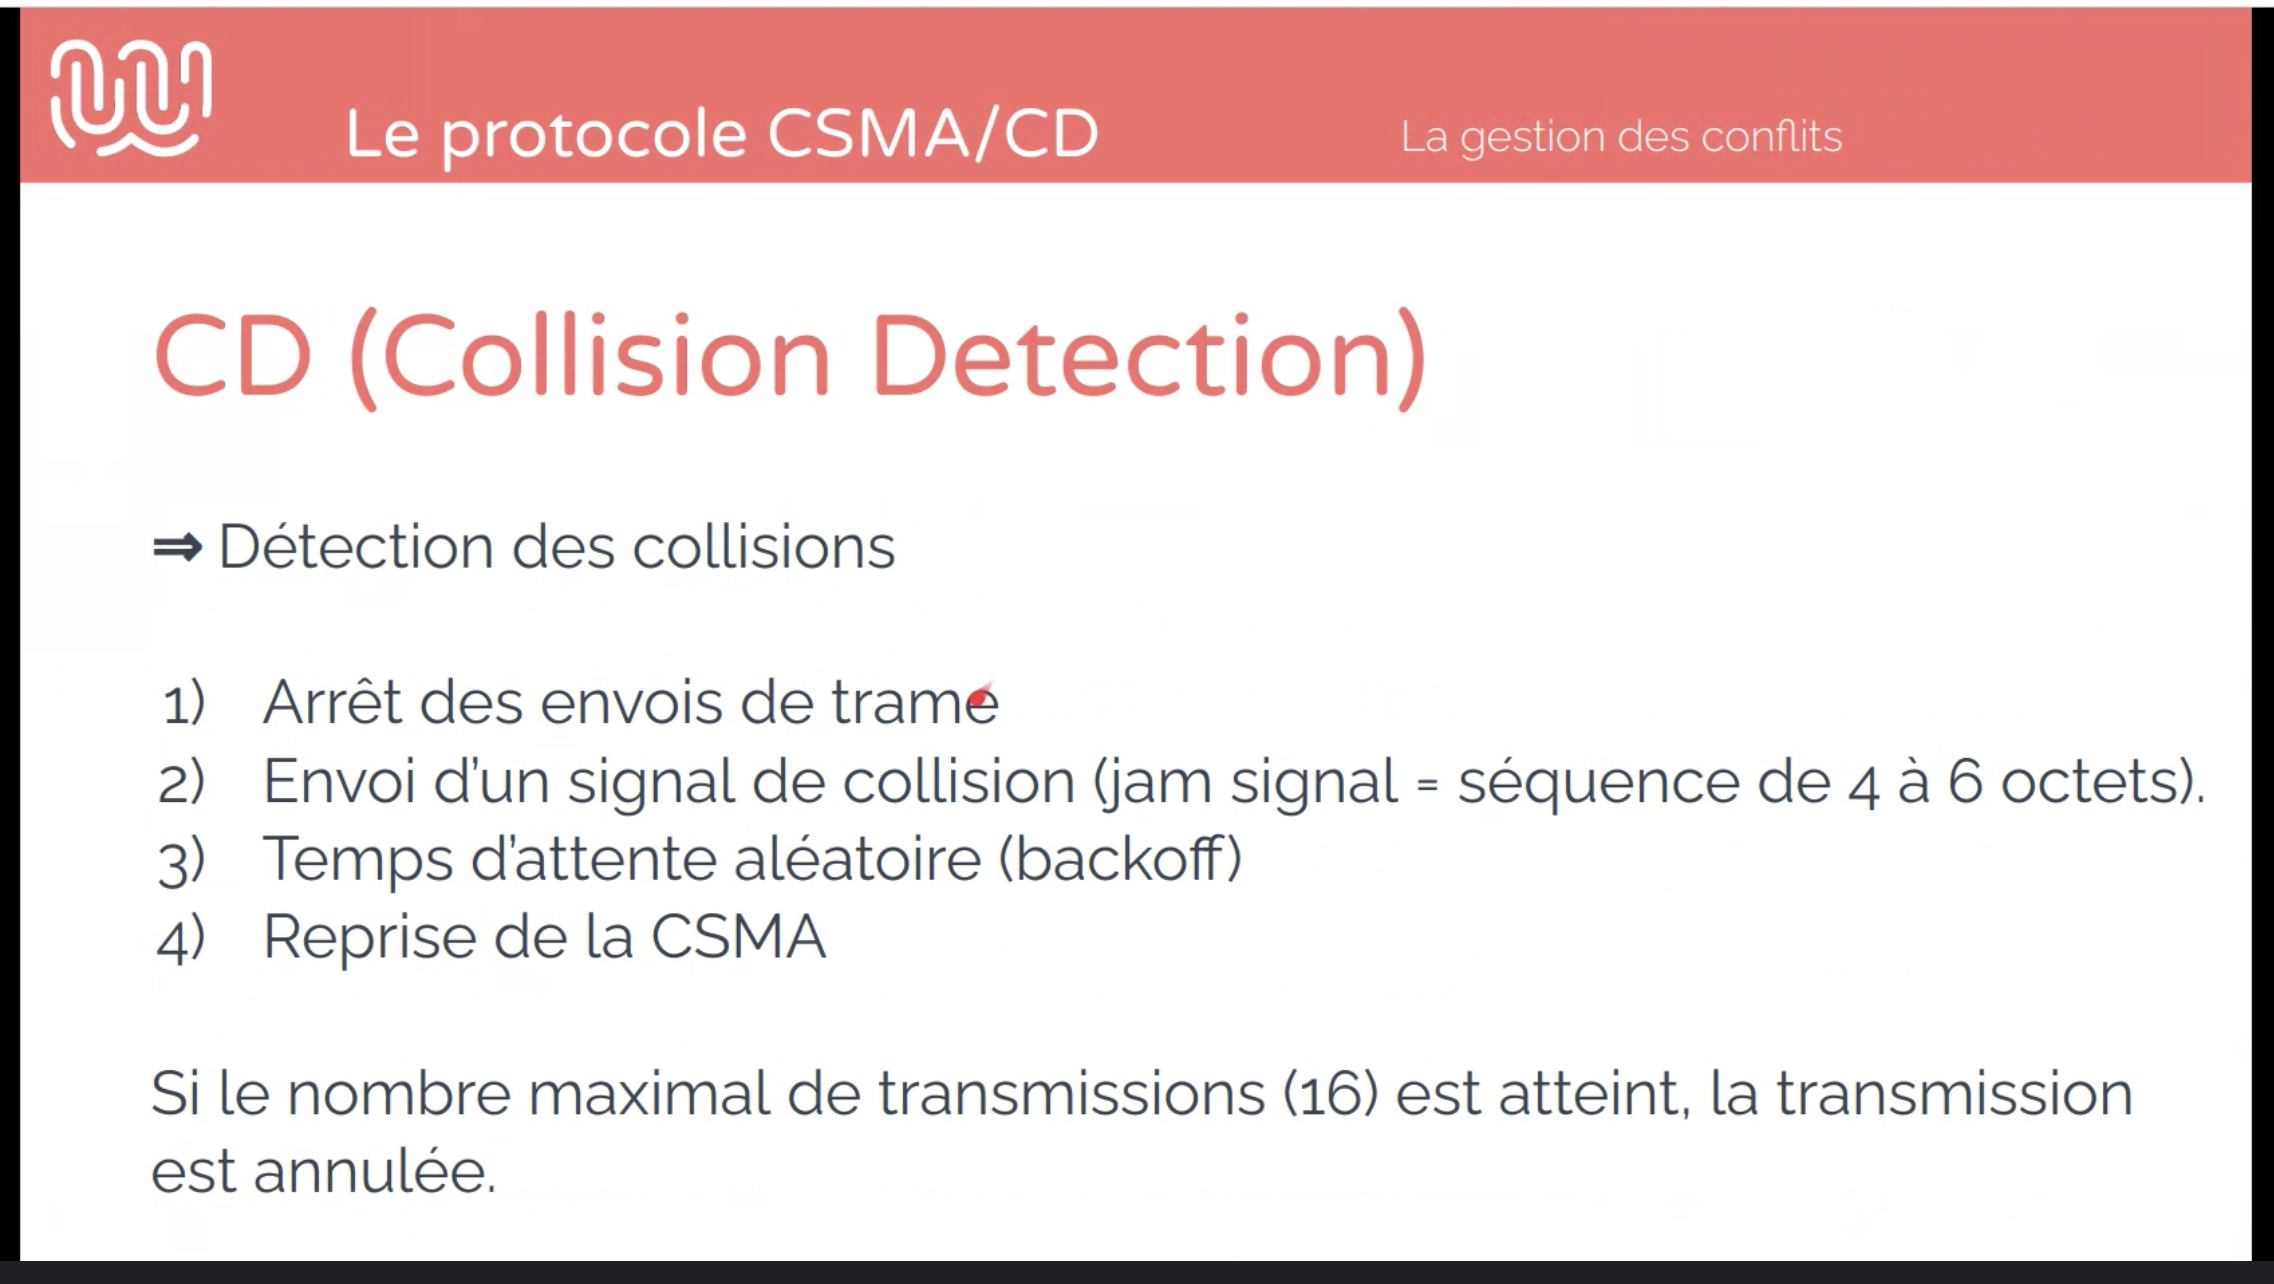 Le protocole CSMA/CD
La gestion des conflits
CD (Collision Detection)
⇒ Détection des collisions
1) Arrêt des envois de trame
2) Envoi d'un signal de collision (jam signal = séquence de 4 à 6 octets).
3) Temps d'attente aléatoire (backoff)
4) Reprise de la CSMA
Si le nombre maximal de transmissions (16) est atteint, la transmission
est annulée.